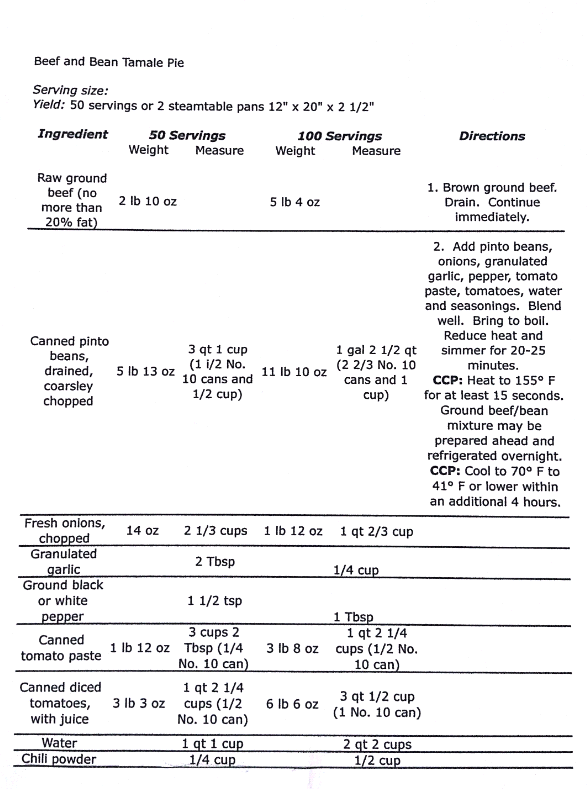 Beef and Bean Tamale Pie
Serving size:
Yield: 50 servings or 2 steamtable pans 12" x 20" x 2 1/2"
Ingredient 50 Servings 100 Servings Directions
Weight Measure Weight Measure
Raw ground
beef (no
more than
20% fat)
2 lb 10 oz
5 lb 4 oz
1. Brown ground beef.
Drain. Continue
immediately.
Canned pinto
beans,
drained,
coarsley
chopped
5 lb 13 oz
3 qt 1 cup
(1 i/2 No.
10 cans and
1/2 cup)
11 lb 10 oz
1 gal 2 1/2 qt
(2 2/3 No. 10
cans and 1
cup)
2. Add pinto beans,
onions, granulated
garlic, pepper, tomato
paste, tomatoes, water
and seasonings. Blend
well. Bring to boil.
Reduce heat and
simmer for 20-25
minutes.
CCP: Heat to 155° F
for at least 15 seconds.
Ground beef/bean
mixture may be
prepared ahead and
refrigerated overnight.
CCP: Cool to 70° F to
41° F or lower within
an additional 4 hours.
Fresh onions,
chopped
14 oz
2 1/3 cups
1 lb 12 oz
1 qt 2/3 cup
Granulated
garlic
2 Tbsp
1/4 cup
Ground black
or white
pepper
1 1/2 tsp
1 Tbsp
Canned
tomato paste
1 lb 12 oz
3 cups 2
Tbsp (1/4
No. 10 can)
3 lb 8 oz
1 qt 2 1/4
cups (1/2 No.
10 can)
Canned diced
tomatoes,
with juice
3 lb 3 oz
1 qt 2 1/4
cups (1/2
No. 10 can)
6 lb 6 oz
3 qt 1/2 cup
(1 No. 10 can)
Water
1 qt 1 cup
2 qt 2 cups
Chili powder
1/4 cup
1/2 cup